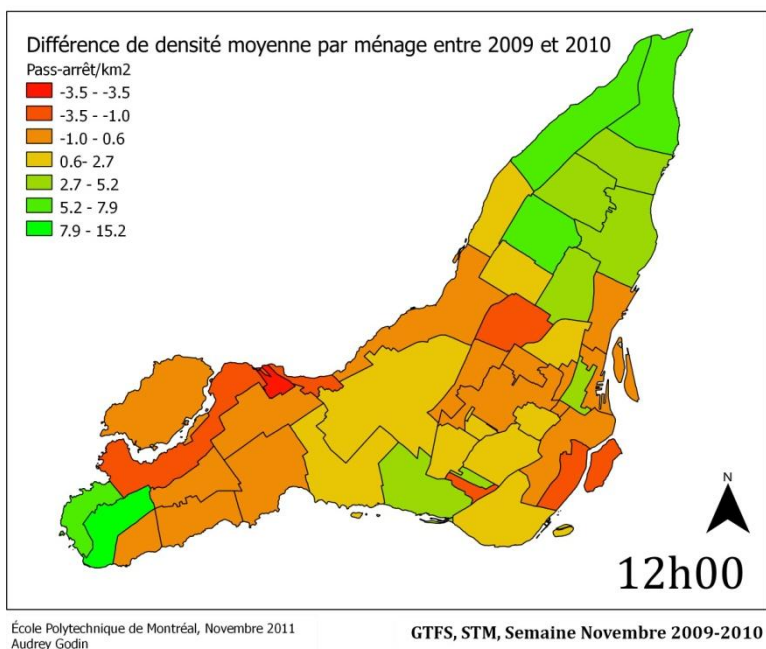 Différence de densité moyenne par ménage entre 2009 et 2010
Pass-arrêt/km2
-3.5 - -3.5
-3.5 - -1.0
-1.0 - 0.6
0.6- 2.7
2.7 - 5.2
5.2 - 7.9
7.9 - 15.2
N
12h00
École Polytechnique de Montréal, Novembre 2011
Audrey Godin
GTFS, STM, Semaine Novembre 2009-2010